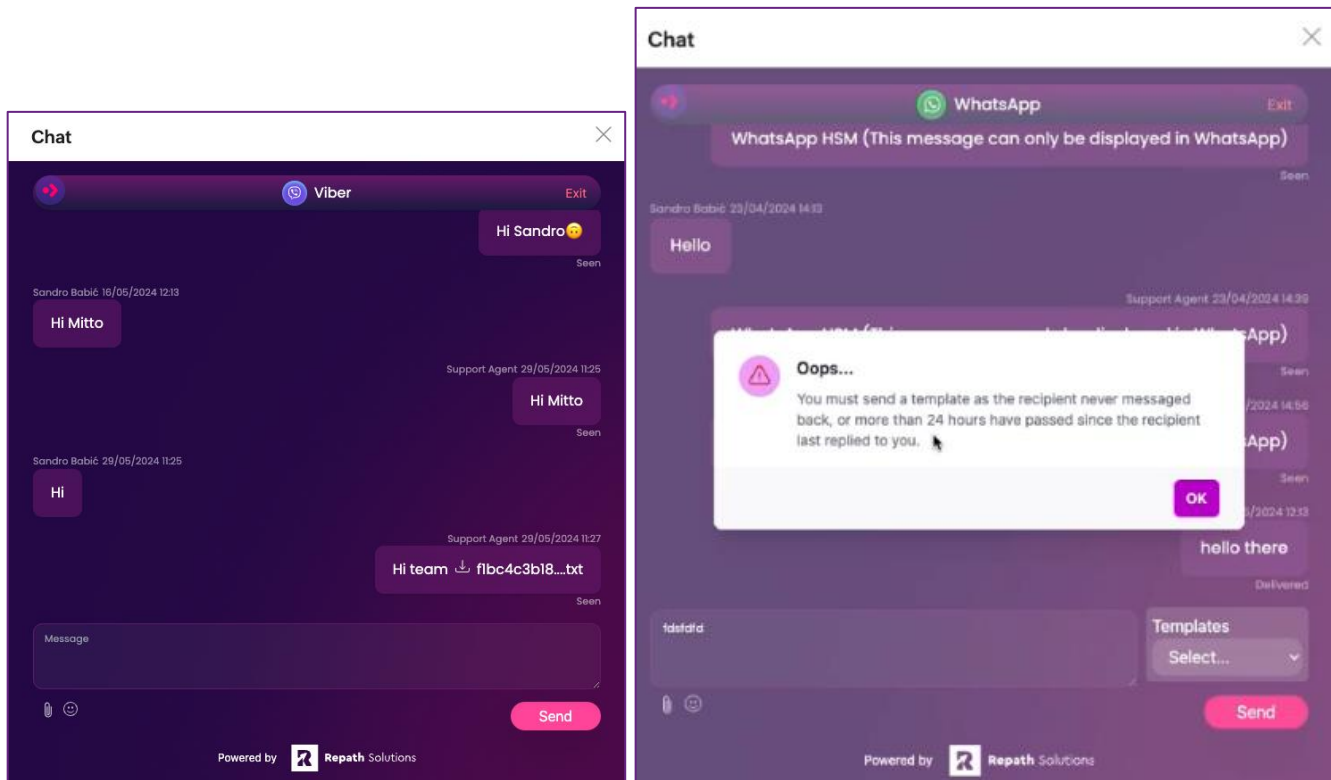 Chat
Viber
Exit
Hi Sandro🙃
Seen
Sandro Babić 16/05/2024 12:13
Hi Mitto
Support Agent 29/05/2024 11:25
Hi Mitto
Seen
Sandro Babić 29/05/2024 11:25
Hi
Support Agent 29/05/2024 11:27
Hi team f1bc4c3b18....txt
Seen
Message
Send
Powered by Repath Solutions
Chat
WhatsApp
Exit
WhatsApp HSM (This message can only be displayed in WhatsApp)
Seen
Sandro Babić 23/04/2024 14:13
Hello
Support Agent 23/04/2024 14:39
App)
Seen
Oops...
You must send a template as the recipient never messaged
back, or more than 24 hours have passed since the recipient
last replied to you.
OK
/2024 14:56
App)
Seen
/2024 12:13
hello there
Delivered
Templates
Select...
Send
Powered by Repath Solutions